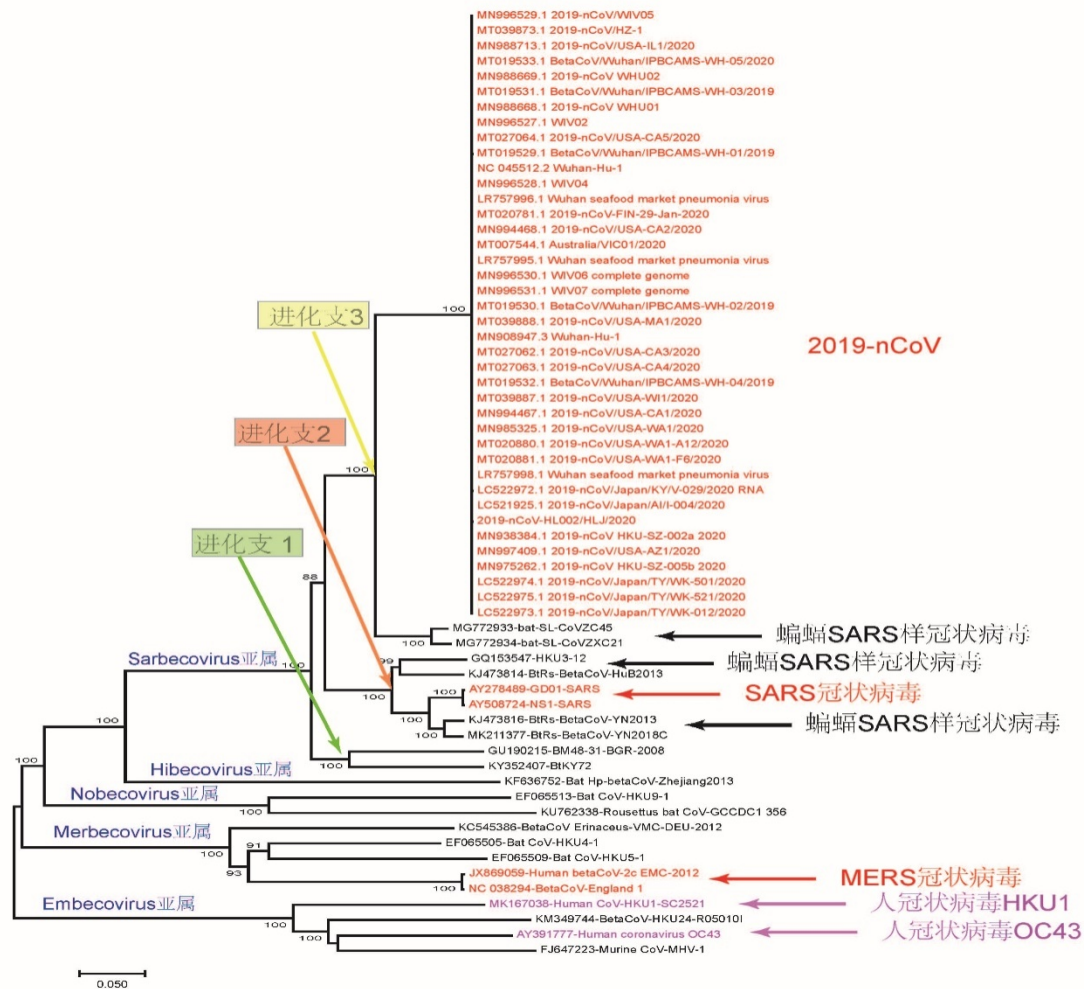 MN996529.1 2019-nCoV/WIV05
MT039873.1 2019-nCoV/HZ-1
MN988713.1 2019-nCoV/USA-IL1/2020
MT019533.1 BetaCoV/Wuhan/IPBCAMS-WH-05/2020
MN988669.1 2019-nCoV WHU02
MT019531.1 BetaCoV/Wuhan/IPBCAMS-WH-03/2019
MN988668.1 2019-nCoV WHU01
MN996527.1 WIV02
MT027064.1 2019-nCoV/USA-CA5/2020
MT019529.1 BetaCoV/Wuhan/IPBCAMS-WH-01/2019
NC 045512.2 Wuhan-Hu-1
MN996528.1 WIV04
LR757996.1 Wuhan seafood market pneumonia virus
MT020781.1 2019-nCoV-FIN-29-Jan-2020
MN994468.1 2019-nCoV/USA-CA2/2020
MT007544.1 Australia/VIC01/2020
LR757995.1 Wuhan seafood market pneumonia virus
MN996530.1 WIV06 complete genome
MN996531.1 WIV07 complete genome
MT019530.1 BetaCoV/Wuhan/IPBCAMS-WH-02/2019
100
进化支3
MT039888.1 2019-nCoV/USA-MA1/2020
MN908947.3 Wuhan-Hu-1
2019-nCoV
MT027062.1 2019-nCoV/USA-CA3/2020
MT027063.1 2019-nCoV/USA-CA4/2020
MT019532.1 BetaCoV/Wuhan/IPBCAMS-WH-04/2019
MT039887.1 2019-nCoV/USA-WI1/2020
MN994467.1 2019-nCoV/USA-CA1/2020
MN985325.1 2019-nCoV/USA-WA1/2020
进化支2
MT020880.1 2019-nCoV/USA-WA1-A12/2020
MT020881.1 2019-nCoV/USA-WA1-F6/2020
100
LR757998.1 Wuhan seafood market pneumonia virus
LC522972.1 2019-nCoV/Japan/KY/V-029/2020 RNA
LC521925.1 2019-nCoV/Japan/AI/I-004/2020
2019-nCoV-HL002/HLJ/2020
MN938384.1 2019-nCoV HKU-SZ-002a 2020
进化支 1
MN997409.1 2019-nCoV/USA-AZ1/2020
MN975262.1 2019-nCoV HKU-SZ-005b 2020
88
LC522974.1 2019-nCoV/Japan/TY/WK-501/2020
LC522975.1 2019-nCoV/Japan/TY/WK-521/2020
LC522973.1 2019-nCoV/Japan/TY/WK-012/2020
MG772933-bat-SL-CoVZC45
100
MG772934-bat-SL-CoVZXC21
蝙蝠SARS样冠状病毒
Sarbecovirus亚属
100
99
GQ153547-HKU3-12
蝙蝠SARS样冠状病毒
KJ473814-BtRs-BetaCoV-HuB2013
100
AY278489-GD01-SARS
SARS冠状病毒
AY508724-NS1-SARS
100
KJ473816-BtRs-BetaCoV-YN2013
蝙蝠SARS样冠状病毒
100
MK211377-BtRs-BetaCoV-YN2018C
100
GU190215-BM48-31-BGR-2008
100
KY352407-BtKY72
Hibecovirus亚属
100
KF636752-Bat Hp-betaCoV-Zhejiang2013
Nobecovirus亚属
EF065513-Bat CoV-HKU9-1
100
KU762338-Rousettus bat CoV-GCCDC1 356
Merbecovirus亚属
KC545386-BetaCoV Erinaceus-VMC-DEU-2012
100
91
EF065505-Bat CoV-HKU4-1
EF065509-Bat CoV-HKU5-1
93
JX869059-Human betaCoV-2c EMC-2012
MERS冠状病毒
100
NC 038294-BetaCoV-England 1
Embecovirus亚属
MK167038-Human CoV-HKU1-SC2521
人冠状病毒HKU1
100
KM349744-BetaCoV-HKU24-R05010I
100
AY391777-Human coronavirus OC43
人冠状病毒OC43
100
FJ647223-Murine CoV-MHV-1
0.050